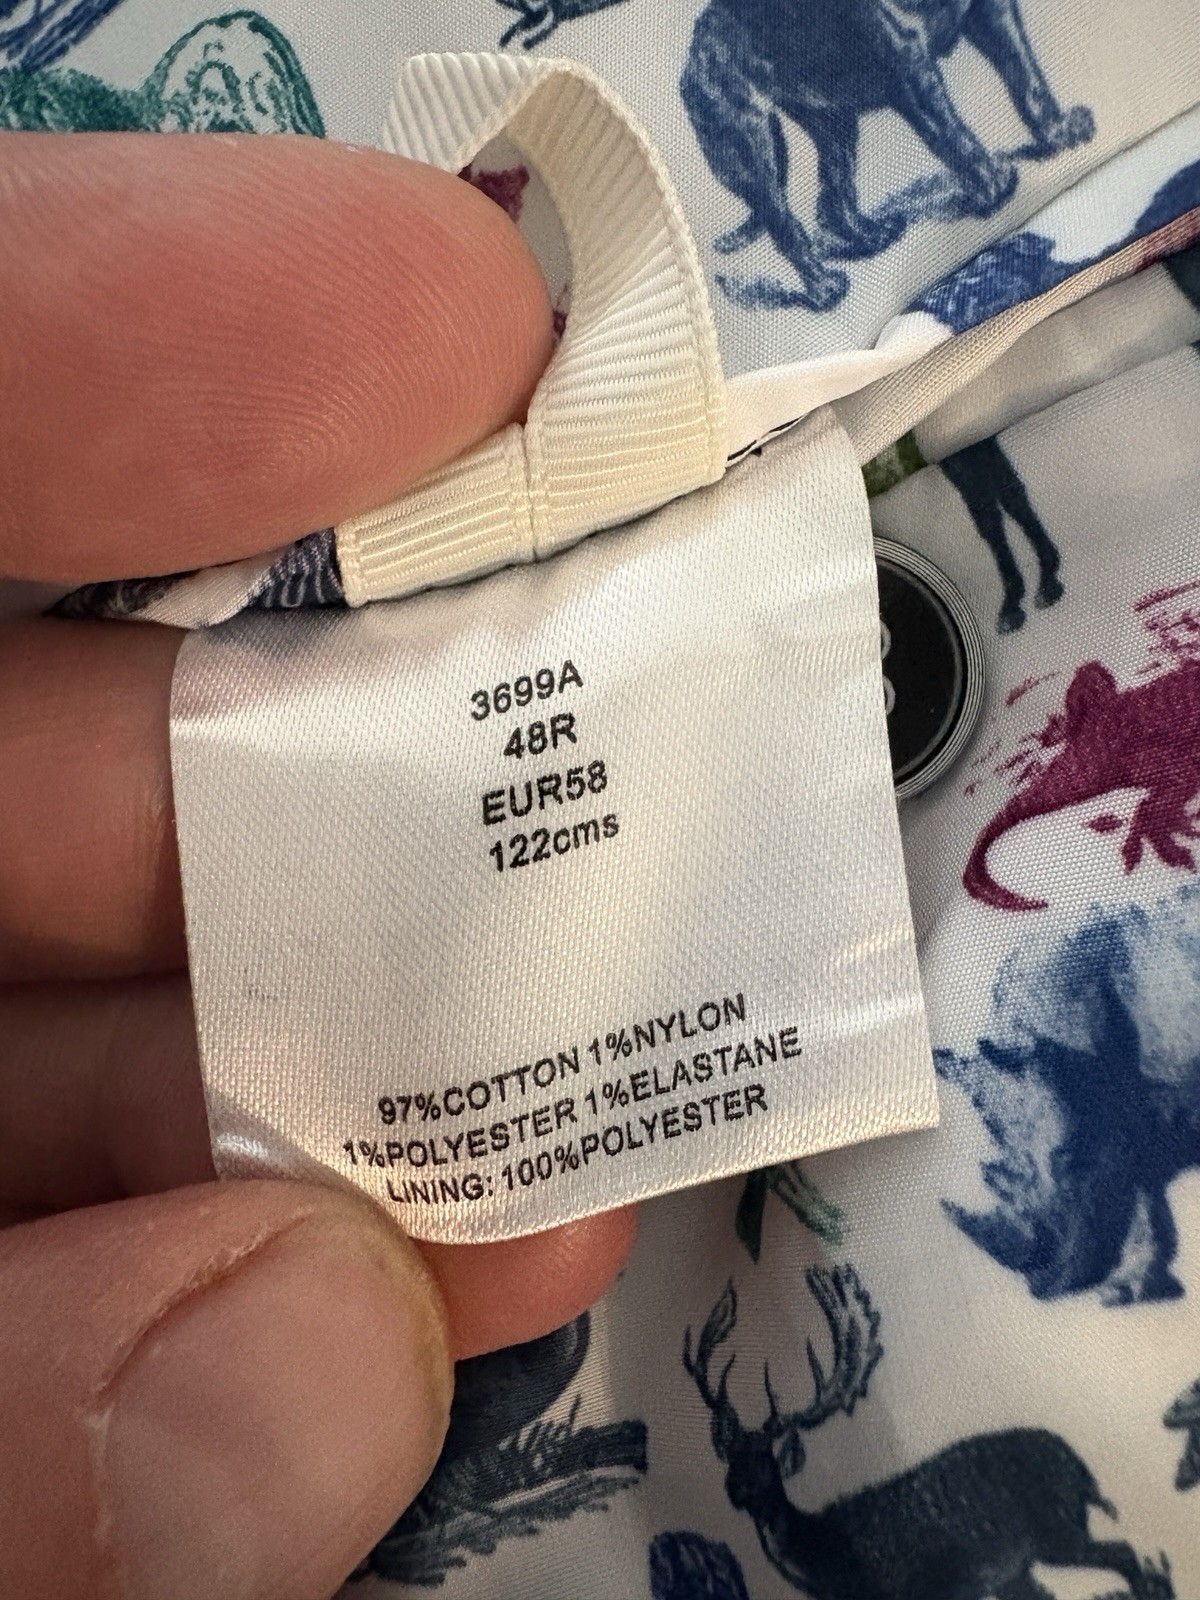 3699A
48R
EUR58
122cms
97%COTTON 1%NYLON
1%POLYESTER 1%ELASTANE
LINING: 100%POLYESTER